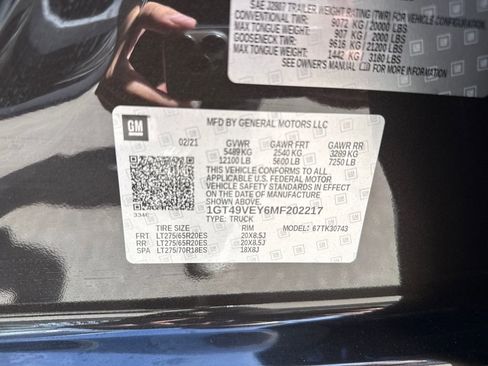 SAE J2807 TRAILER WEIGHT RATING (TWR) FOR VEHICLE CONFIGURATION
CONVENTIONAL TWR: 9072 KG / 20000 LBS
MAX TONGUE WEIGHT: 907 KG / 2000 LBS
GOOSENECK TWR: 9616 KG / 21200 LBS
MAX TONGUE WEIGHT: 1442 KG / 3180 LBS
SEE OWNER'S MANUAL FOR MORE INFORMATION
GM
MFD BY GENERAL MOTORS LLC
02/21 GVWR GAWR FRT GAWR RR
5489 KG 2540 KG 3289 KG
12100 LB 5600 LB 7250 LB
THIS VEHICLE CONFORMS TO ALL
APPLICABLE U.S. FEDERAL MOTOR VEHICLE
SAFETY STANDARDS IN EFFECT ON THE
DATE OF MANUFACTURE SHOWN ABOVE.
1GT49VEY6MF202217
TYPE: TRUCK
TIRE SIZE RIM MODEL: 67TK30743
FRT LT275/65R20ES 20X8.5J
RR LT275/65R20ES 20X8.5J
SPA LT275/70R18ES 18X8J